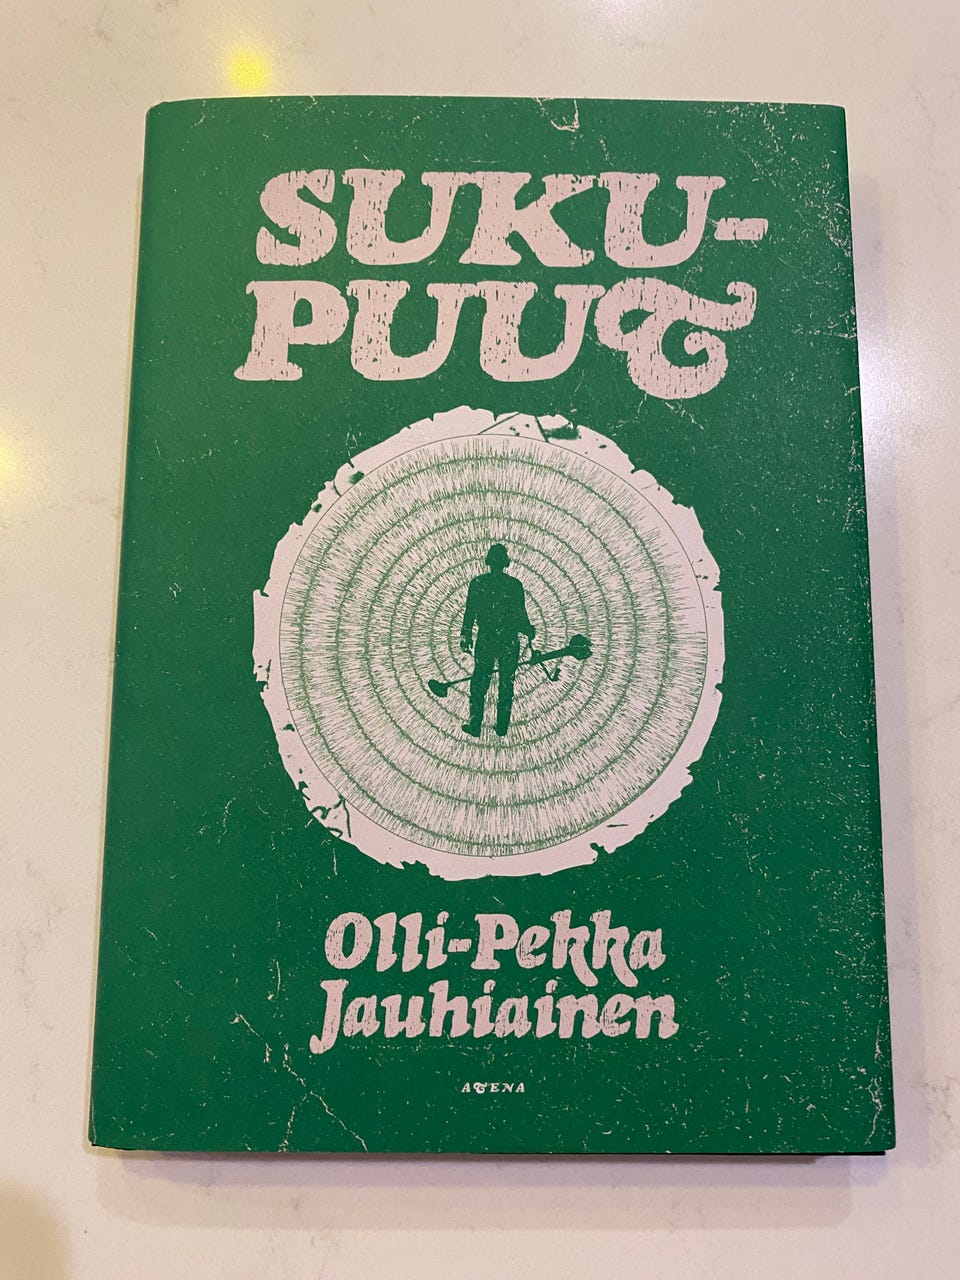 SUKU-
PUUT
Olli-Pekka
Jauhiainen
ATENA